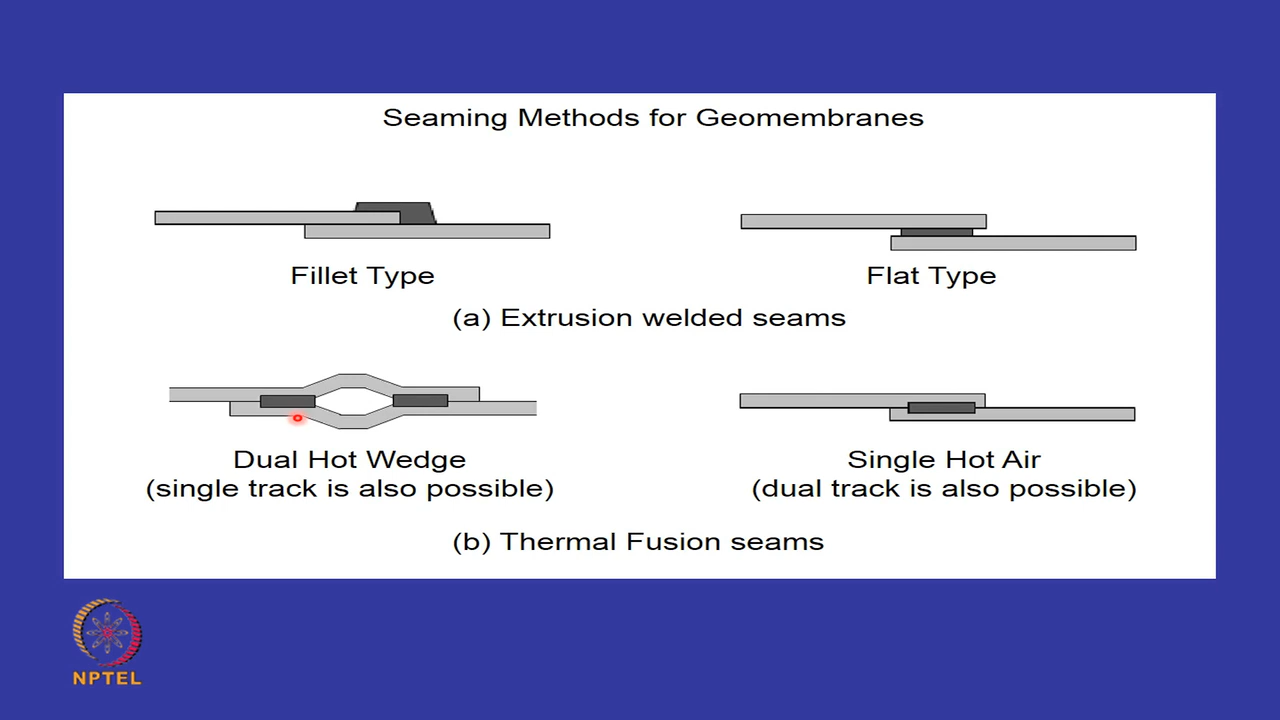 Seaming Methods for Geomembranes
Fillet Type
Flat Type
(a) Extrusion welded seams
Dual Hot Wedge
(single track is also possible)
Single Hot Air
(dual track is also possible)
(b) Thermal Fusion seams
NPTEL